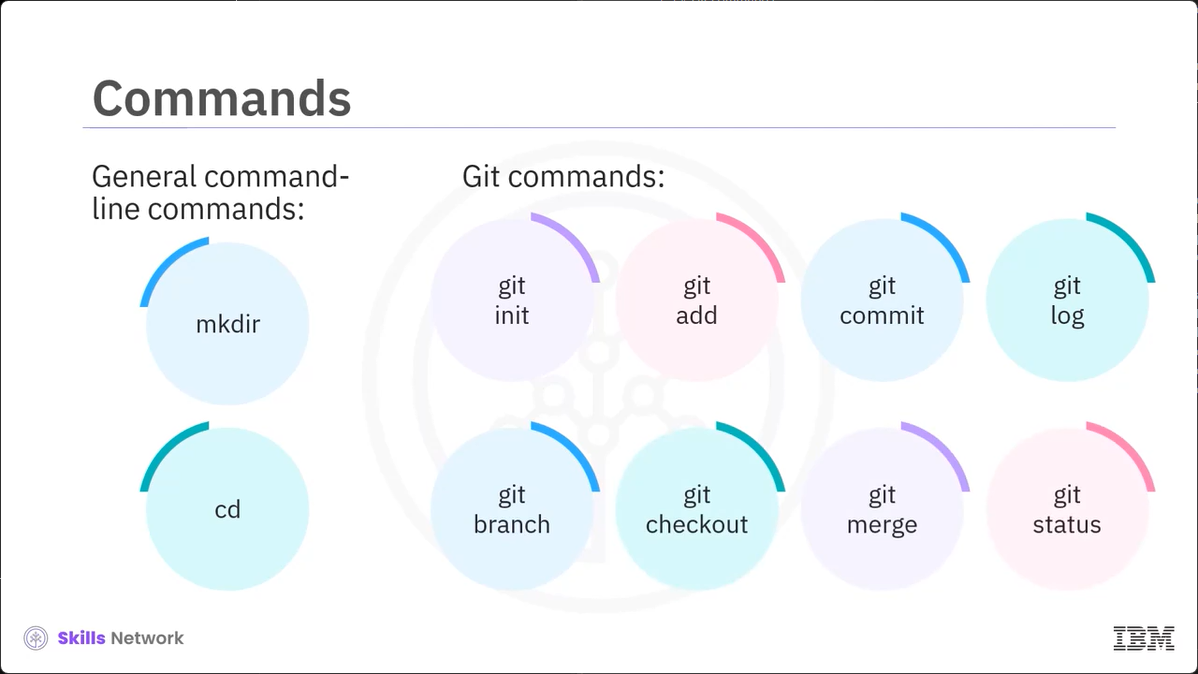 Commands
General command-
line commands:
mkdir
cd
Git commands:
git
init
git
add
git
commit
git
log
git
branch
git
checkout
git
merge
git
status
Skills Network
IBM